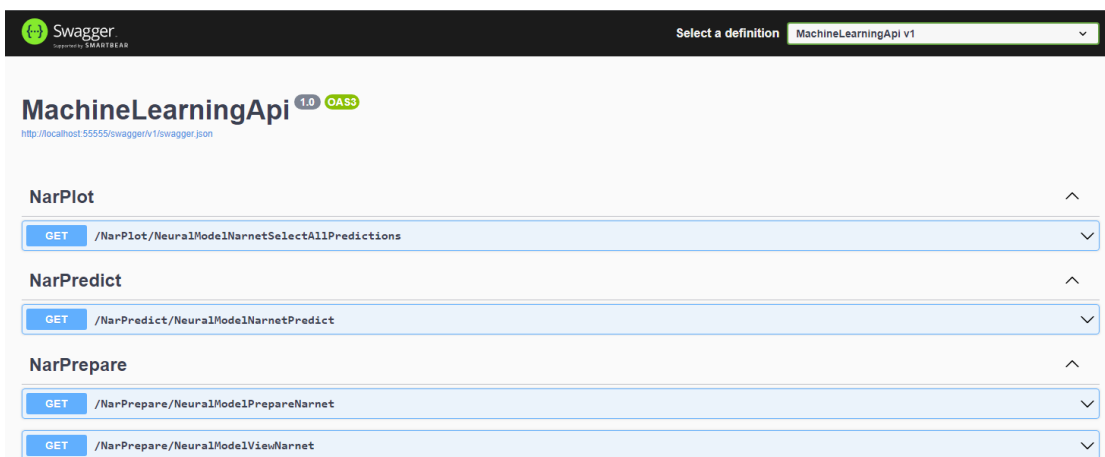 Swagger.
Supported by SMARTBEAR
Select a definition
MachineLearningApi v1
MachineLearningApi 1.0 OAS3
http://localhost:55555/swagger/v1/swagger.json
NarPlot
GET /NarPlot/NeuralModelNarnetSelectAllPredictions
NarPredict
GET /NarPredict/NeuralModelNarnetPredict
NarPrepare
GET /NarPrepare/NeuralModelPrepareNarnet
GET /NarPrepare/NeuralModelViewNarnet